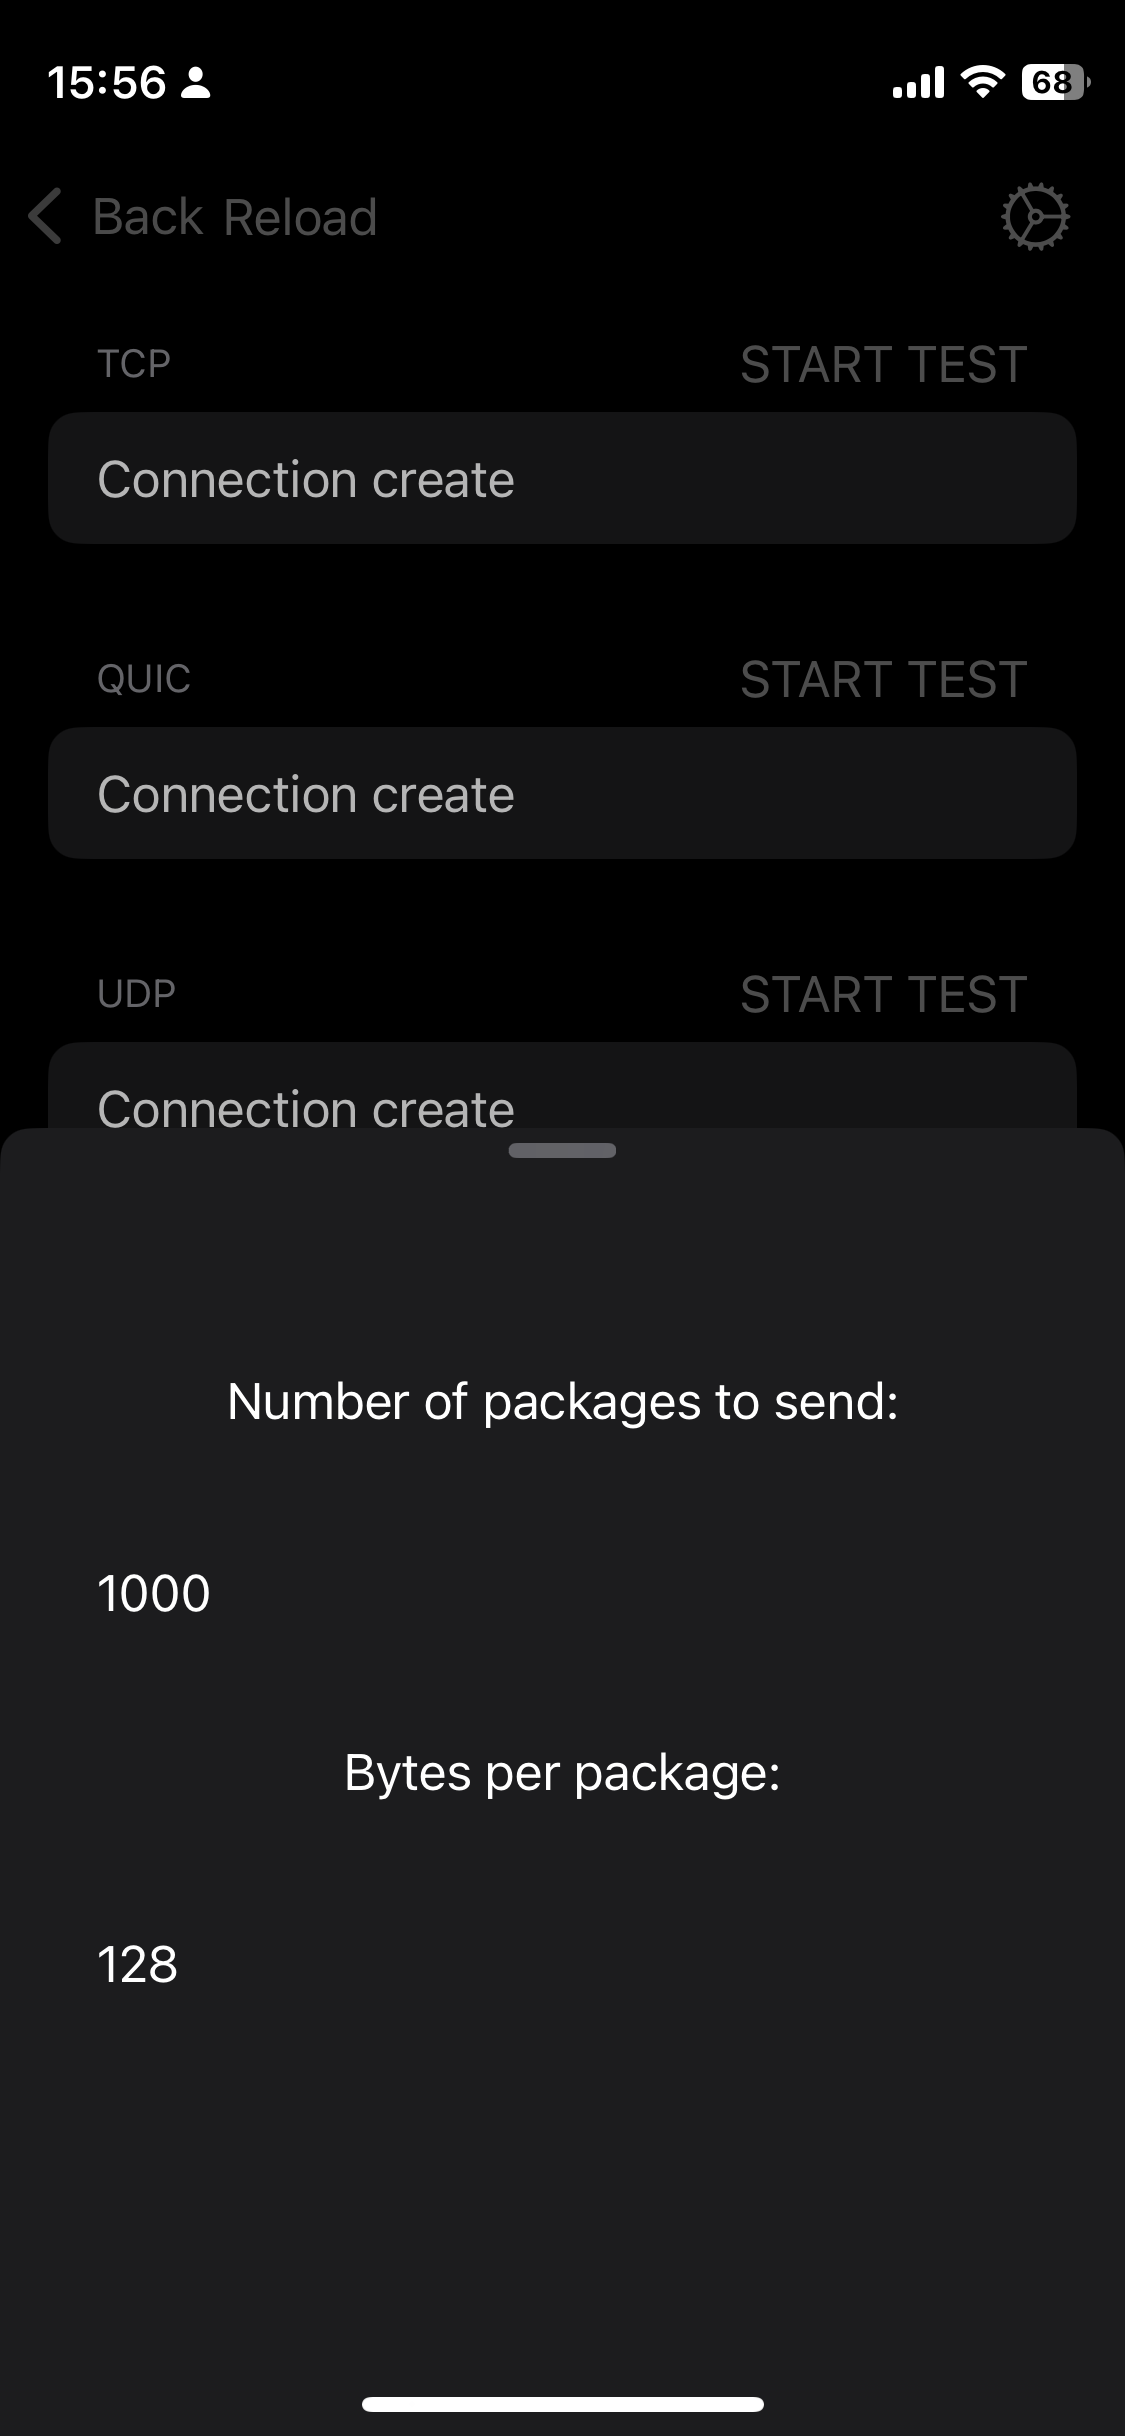 15:56 68
Back Reload
TCP START TEST
Connection create
QUIC START TEST
Connection create
UDP START TEST
Connection create
Number of packages to send:
1000
Bytes per package:
128